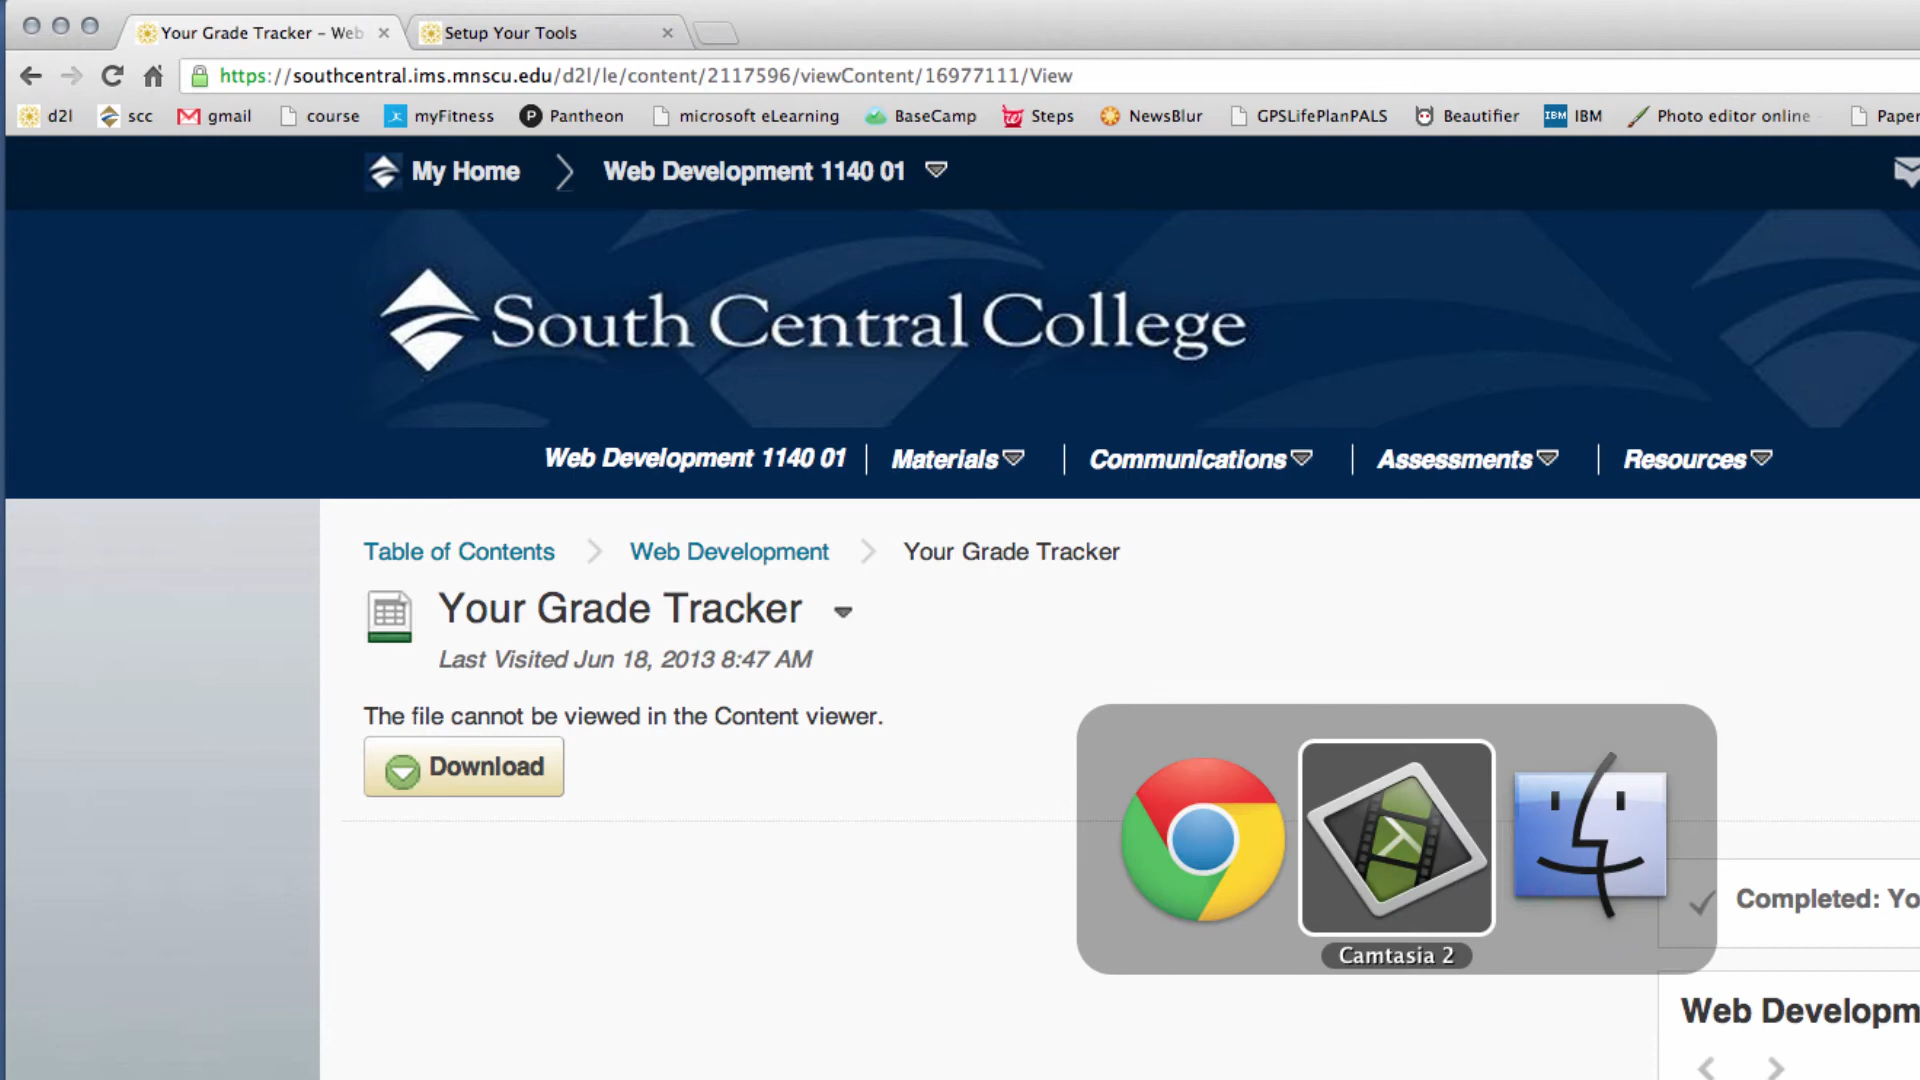 Your Grade Tracker – Web
Setup Your Tools
https://southcentral.ims.mnscu.edu/d2l/le/content/2117596/viewContent/16977111/View
d2l scc gmail course myFitness Pantheon microsoft eLearning BaseCamp Steps NewsBlur GPSLifePlanPALS Beautifier IBM IBM Photo editor online Paper
My Home Web Development 1140 01
South Central College
Web Development 1140 01 Materials Communications Assessments Resources
Table of Contents Web Development Your Grade Tracker
Your Grade Tracker
Last Visited Jun 18, 2013 8:47 AM
The file cannot be viewed in the Content viewer.
Download
Completed: Yo
Camtasia 2
Web Developm